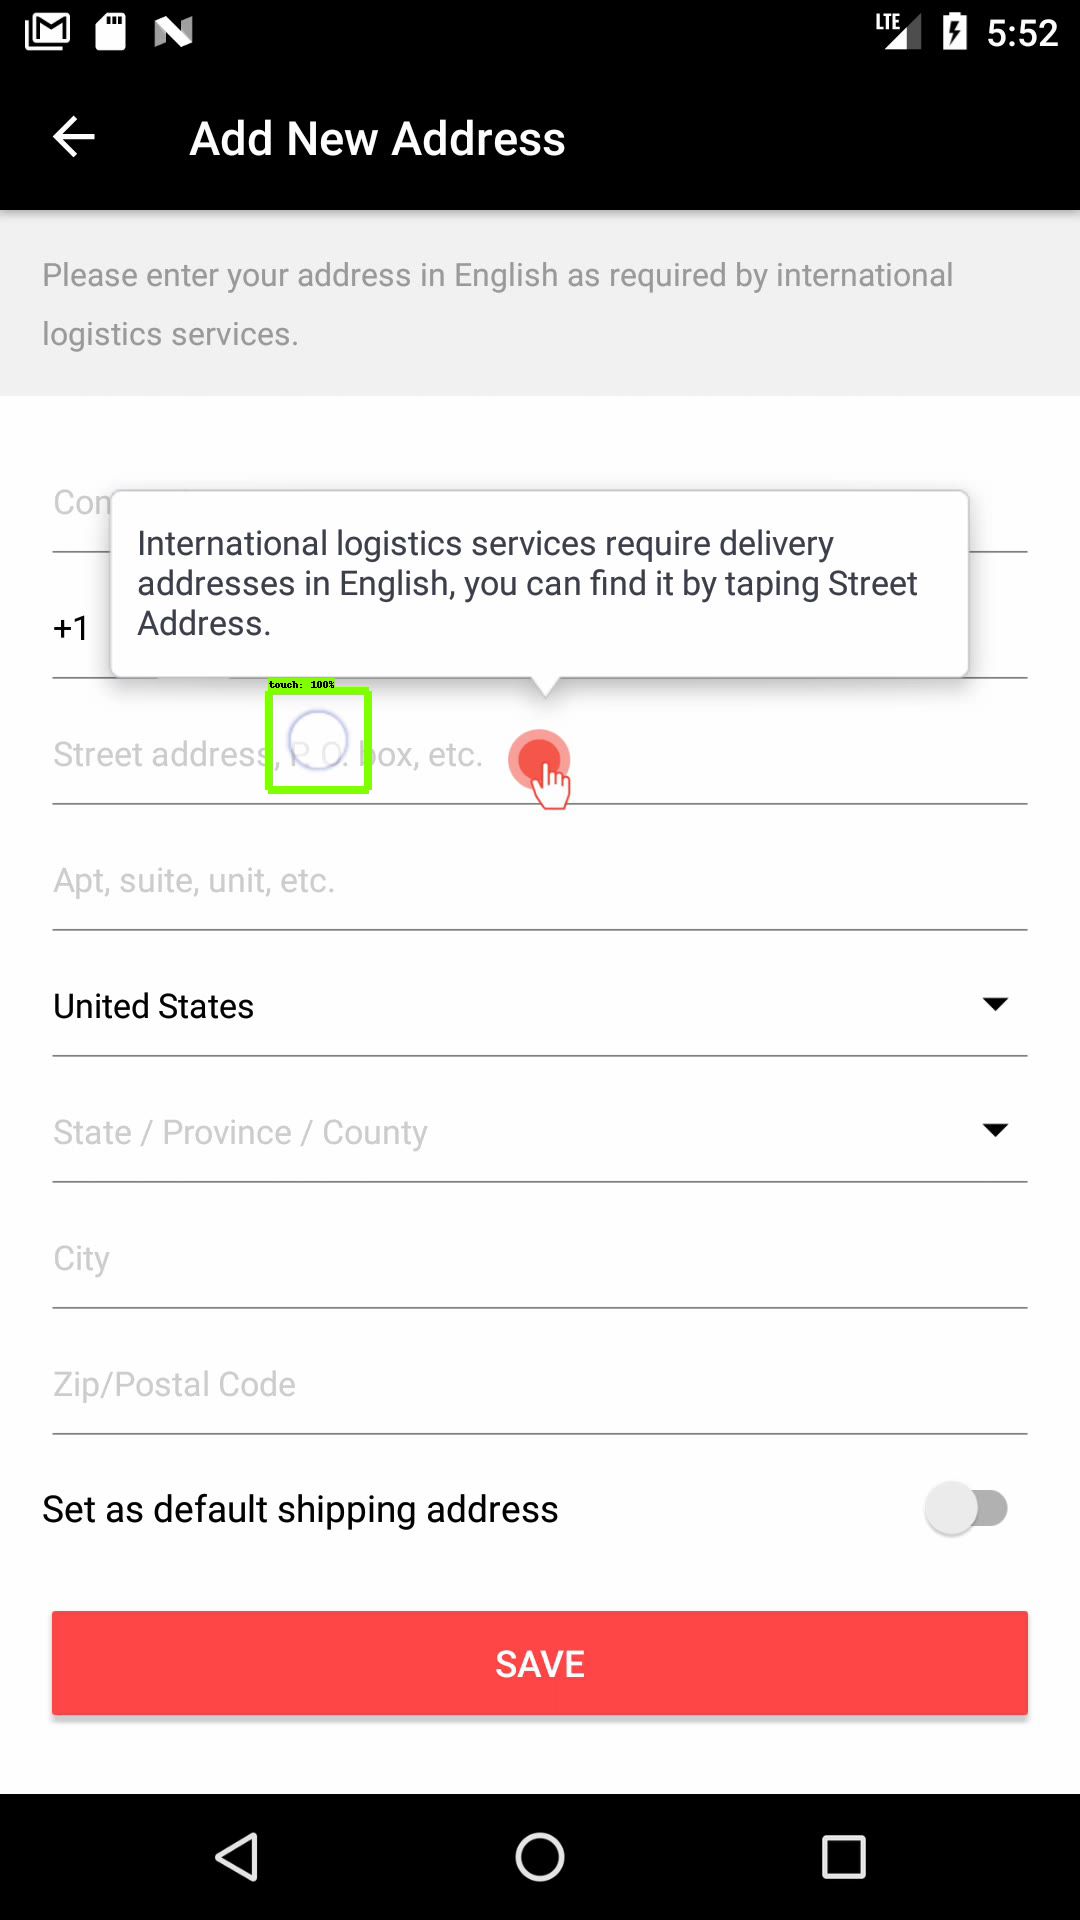 LTE 5:52
Add New Address
Please enter your address in English as required by international
logistics services.
Con
International logistics services require delivery
addresses in English, you can find it by taping Street
Address.
+1
touch: 100%
Street address, P. O. box, etc.
Apt, suite, unit, etc.
United States
State / Province / County
City
Zip/Postal Code
Set as default shipping address
SAVE